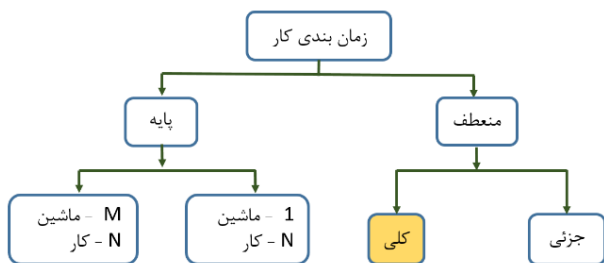 زمان بندی کار
منعطف
پایه
جزئی
کلی
1 - ماشین
N - کار
M - ماشین
N - کار